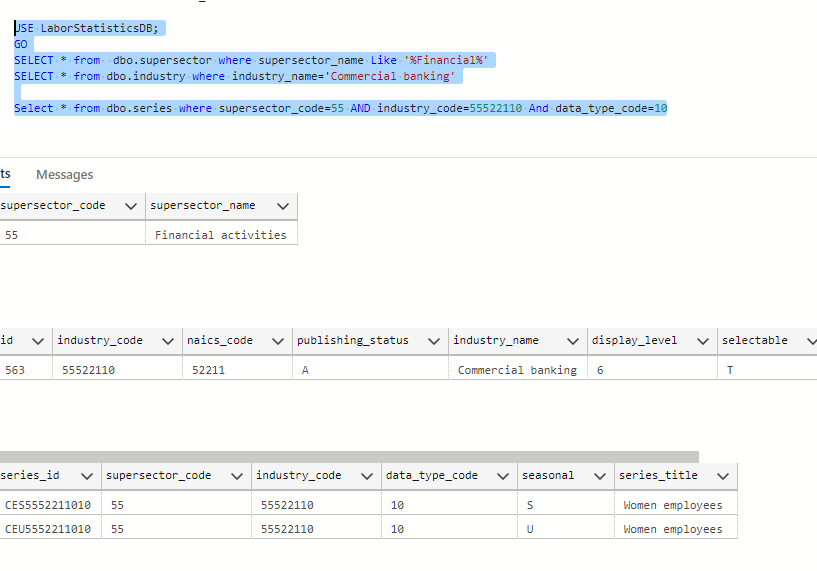 USE LaborStatisticsDB;
GO
SELECT * from dbo.supersector where supersector_name Like '%Financial%'
SELECT * from dbo.industry where industry_name='Commercial banking'
Select * from dbo.series where supersector_code=55 AND industry_code=55522110 And data_type_code=10
ts Messages
supersector_code supersector_name
55 Financial activities
id industry_code naics_code publishing_status industry_name display_level selectable
563 55522110 52211 A Commercial banking 6 T
series_id supersector_code industry_code data_type_code seasonal series_title
CES5552211010 55 55522110 10 S Women employees
CEU5552211010 55 55522110 10 U Women employees